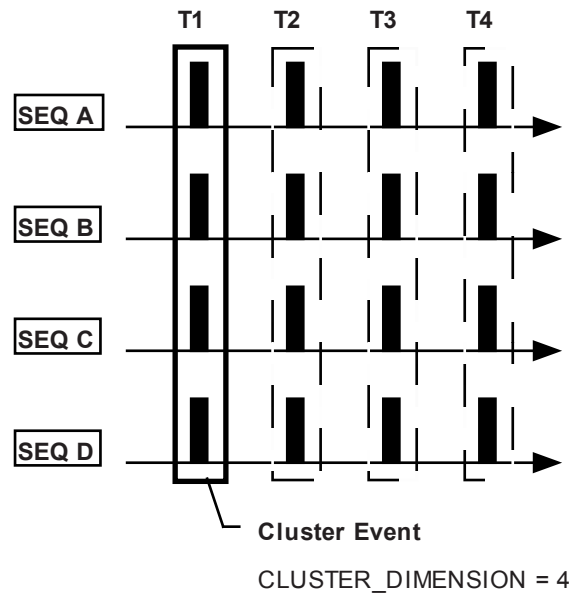 T1 T2 T3 T4
SEQ A
SEQ B
SEQ C
SEQ D
Cluster Event
CLUSTER_DIMENSION = 4